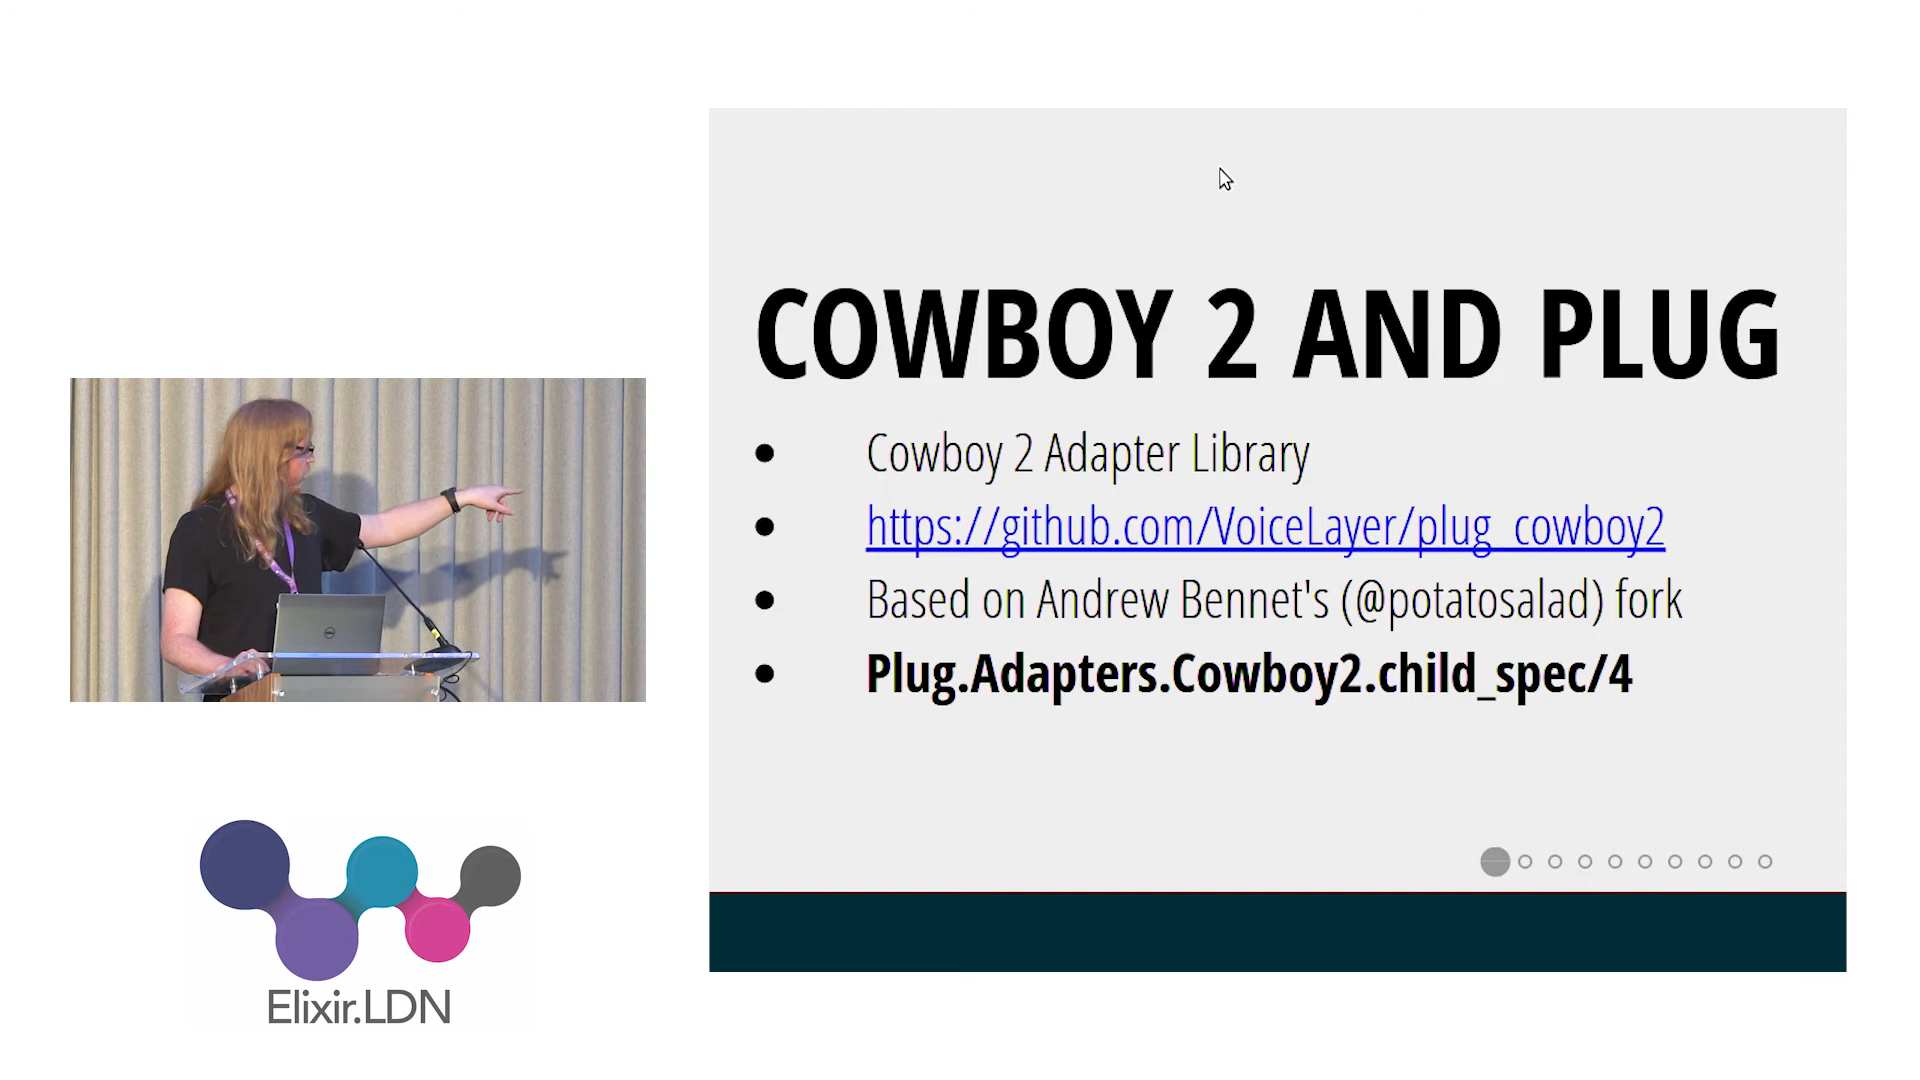 COWBOY 2 AND PLUG
Cowboy 2 Adapter Library
https://github.com/VoiceLayer/plug_cowboy2
Based on Andrew Bennet's (@potatosalad) fork
Plug.Adapters.Cowboy2.child_spec/4
Elixir.LDN